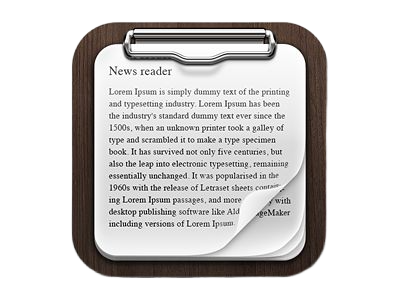 News reader
Lorem Ipsum is simply dummy text of the printing
and typesetting industry. Lorem Ipsum has been
the industry's standard dummy text ever since the
1500s, when an unknown printer took a galley of
type and scrambled it to make a type specimen
book. It has survived not only five centuries, but
also the leap into electronic typesetting, remaining
essentially unchanged. It was popularised in the
1960s with the release of Letraset sheets
ing Lorem Ipsum passages, and more with
desktop publishing software like
including versions of Lorem Ipsum.